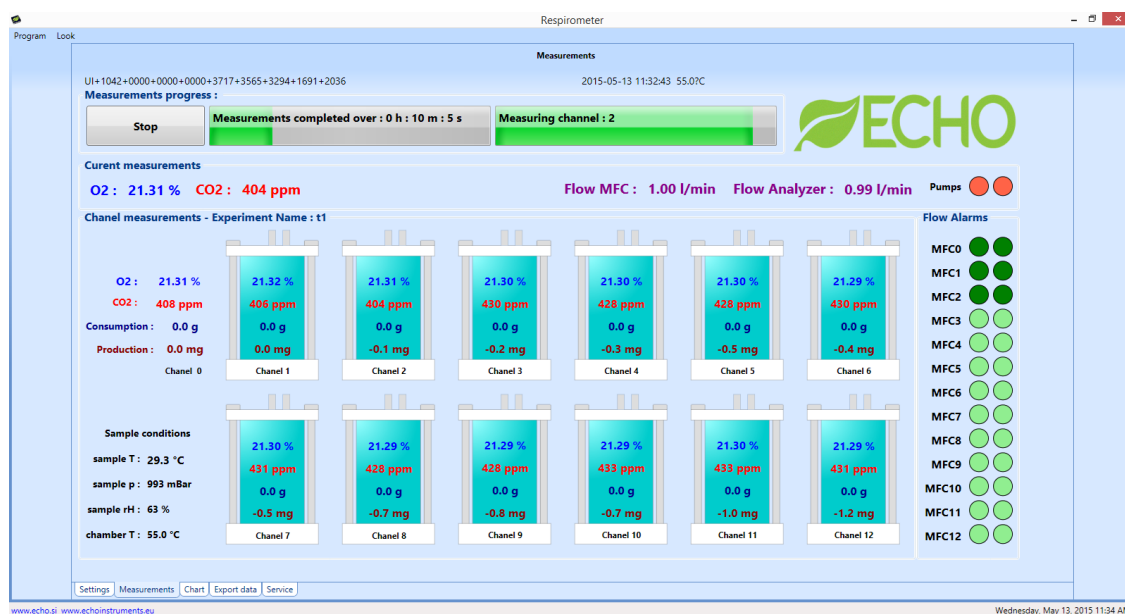 Respirometer
Program Look
Measurements
UI+1042+0000+0000+0000+3717+3565+3294+1691+2036 2015-05-13 11:32:43 55.0?C
Measurements progress :
Stop
Measurements completed over : 0 h : 10 m : 5 s
Measuring channel : 2
ECHO
Curent measurements
O2 : 21.31 % CO2 : 404 ppm Flow MFC : 1.00 l/min Flow Analyzer : 0.99 l/min Pumps
Chanel measurements - Experiment Name : t1
O2 : 21.31 % 21.32 % 21.31 % 21.30 % 21.30 % 21.30 % 21.29 %
CO2 : 408 ppm 406 ppm 404 ppm 430 ppm 428 ppm 428 ppm 430 ppm
Consumption : 0.0 g 0.0 g 0.0 g 0.0 g 0.0 g 0.0 g 0.0 g
Production : 0.0 mg 0.0 mg -0.1 mg -0.2 mg -0.3 mg -0.5 mg -0.4 mg
Chanel 0 Chanel 1 Chanel 2 Chanel 3 Chanel 4 Chanel 5 Chanel 6
Sample conditions
sample T : 29.3 °C
sample p : 993 mBar
sample rH : 63 %
chamber T : 55.0 °C
21.30 % 21.29 % 21.29 % 21.29 % 21.30 % 21.29 %
431 ppm 428 ppm 428 ppm 433 ppm 433 ppm 431 ppm
0.0 g 0.0 g 0.0 g 0.0 g 0.0 g 0.0 g
-0.5 mg -0.7 mg -0.8 mg -0.7 mg -1.0 mg -1.2 mg
Chanel 7 Chanel 8 Chanel 9 Chanel 10 Chanel 11 Chanel 12
Flow Alarms
MFC0
MFC1
MFC2
MFC3
MFC4
MFC5
MFC6
MFC7
MFC8
MFC9
MFC10
MFC11
MFC12
Settings Measurements Chart Export data Service
www.echo.si www.echoinstruments.eu Wednesday, May 13, 2015 11:34 AM